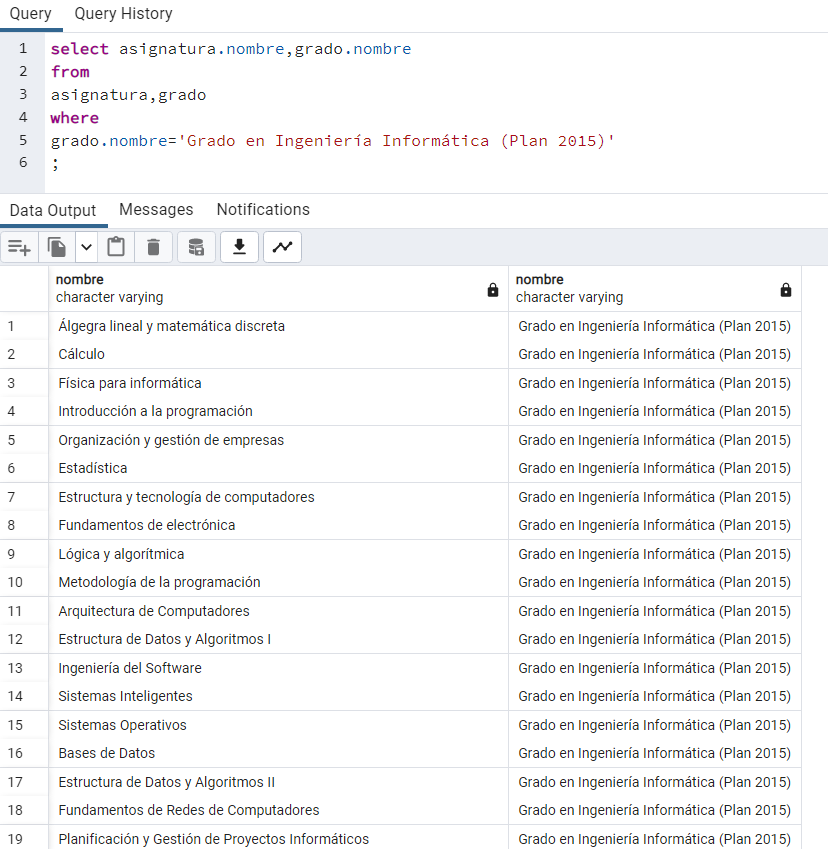 Query Query History
1 select asignatura.nombre,grado.nombre
2 from
3 asignatura,grado
4 where
5 grado.nombre='Grado en Ingeniería Informática (Plan 2015)'
6 ;
Data Output Messages Notifications
nombre nombre
character varying character varying
1 Álgegra lineal y matemática discreta Grado en Ingeniería Informática (Plan 2015)
2 Cálculo Grado en Ingeniería Informática (Plan 2015)
3 Física para informática Grado en Ingeniería Informática (Plan 2015)
4 Introducción a la programación Grado en Ingeniería Informática (Plan 2015)
5 Organización y gestión de empresas Grado en Ingeniería Informática (Plan 2015)
6 Estadística Grado en Ingeniería Informática (Plan 2015)
7 Estructura y tecnología de computadores Grado en Ingeniería Informática (Plan 2015)
8 Fundamentos de electrónica Grado en Ingeniería Informática (Plan 2015)
9 Lógica y algorítmica Grado en Ingeniería Informática (Plan 2015)
10 Metodología de la programación Grado en Ingeniería Informática (Plan 2015)
11 Arquitectura de Computadores Grado en Ingeniería Informática (Plan 2015)
12 Estructura de Datos y Algoritmos I Grado en Ingeniería Informática (Plan 2015)
13 Ingeniería del Software Grado en Ingeniería Informática (Plan 2015)
14 Sistemas Inteligentes Grado en Ingeniería Informática (Plan 2015)
15 Sistemas Operativos Grado en Ingeniería Informática (Plan 2015)
16 Bases de Datos Grado en Ingeniería Informática (Plan 2015)
17 Estructura de Datos y Algoritmos II Grado en Ingeniería Informática (Plan 2015)
18 Fundamentos de Redes de Computadores Grado en Ingeniería Informática (Plan 2015)
19 Planificación y Gestión de Proyectos Informáticos Grado en Ingeniería Informática (Plan 2015)